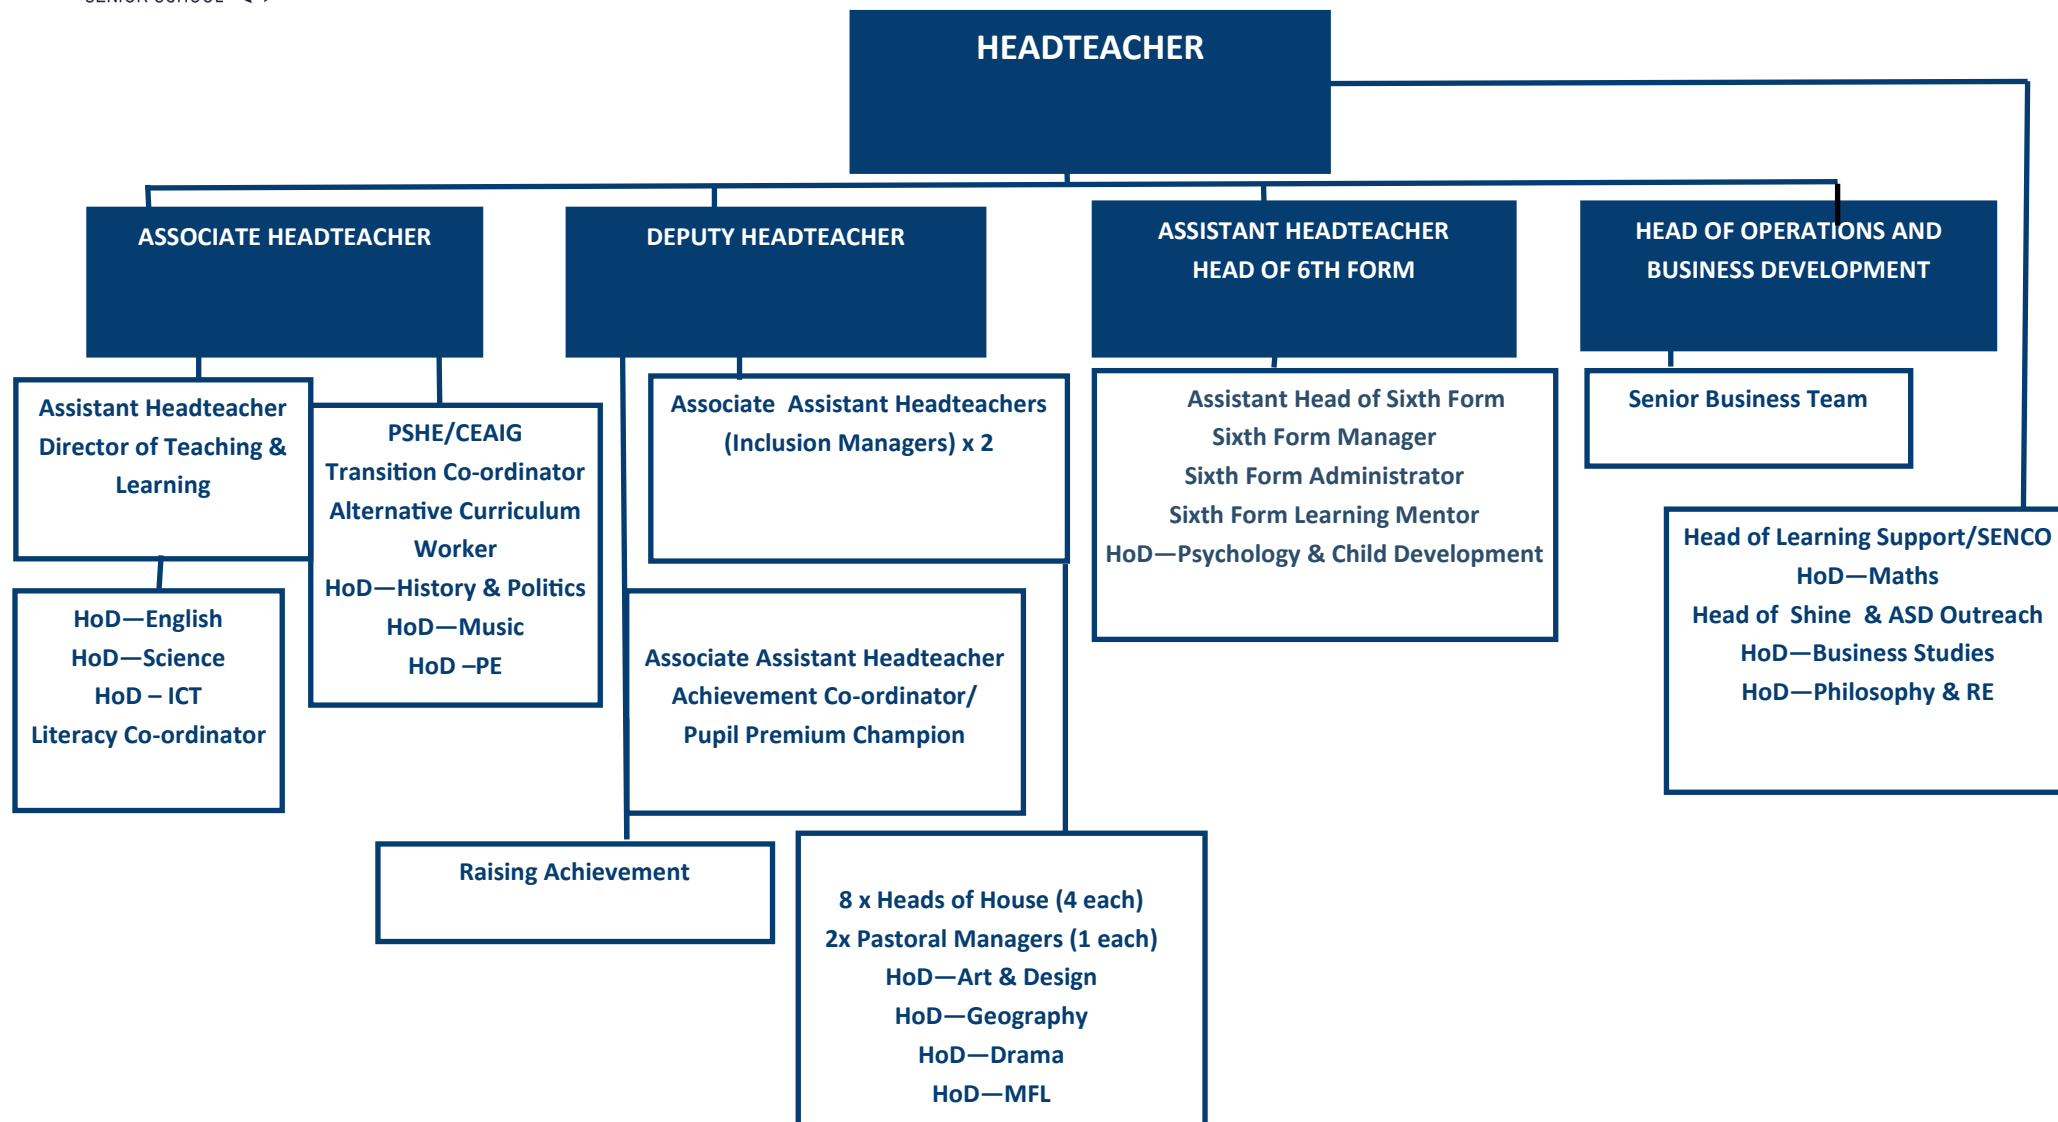 SENIOR SCHOOL
HEADTEACHER
ASSOCIATE HEADTEACHER
DEPUTY HEADTEACHER
ASSISTANT HEADTEACHER
HEAD OF 6TH FORM
HEAD OF OPERATIONS AND
BUSINESS DEVELOPMENT
Assistant Headteacher
Director of Teaching &
Learning
PSHE/CEAIG
Transition Co-ordinator
Alternative Curriculum
Worker
HoD—History & Politics
HoD—Music
HoD –PE
HoD—English
HoD—Science
HoD – ICT
Literacy Co-ordinator
Associate  Assistant Headteachers
(Inclusion Managers) x 2
Associate Assistant Headteacher
Achievement Co-ordinator/
Pupil Premium Champion
Raising Achievement
8 x Heads of House (4 each)
2x Pastoral Managers (1 each)
HoD—Art & Design
HoD—Geography
HoD—Drama
HoD—MFL
Assistant Head of Sixth Form
Sixth Form Manager
Sixth Form Administrator
Sixth Form Learning Mentor
HoD—Psychology & Child Development
Senior Business Team
Head of Learning Support/SENCO
HoD—Maths
Head of  Shine  & ASD Outreach
HoD—Business Studies
HoD—Philosophy & RE